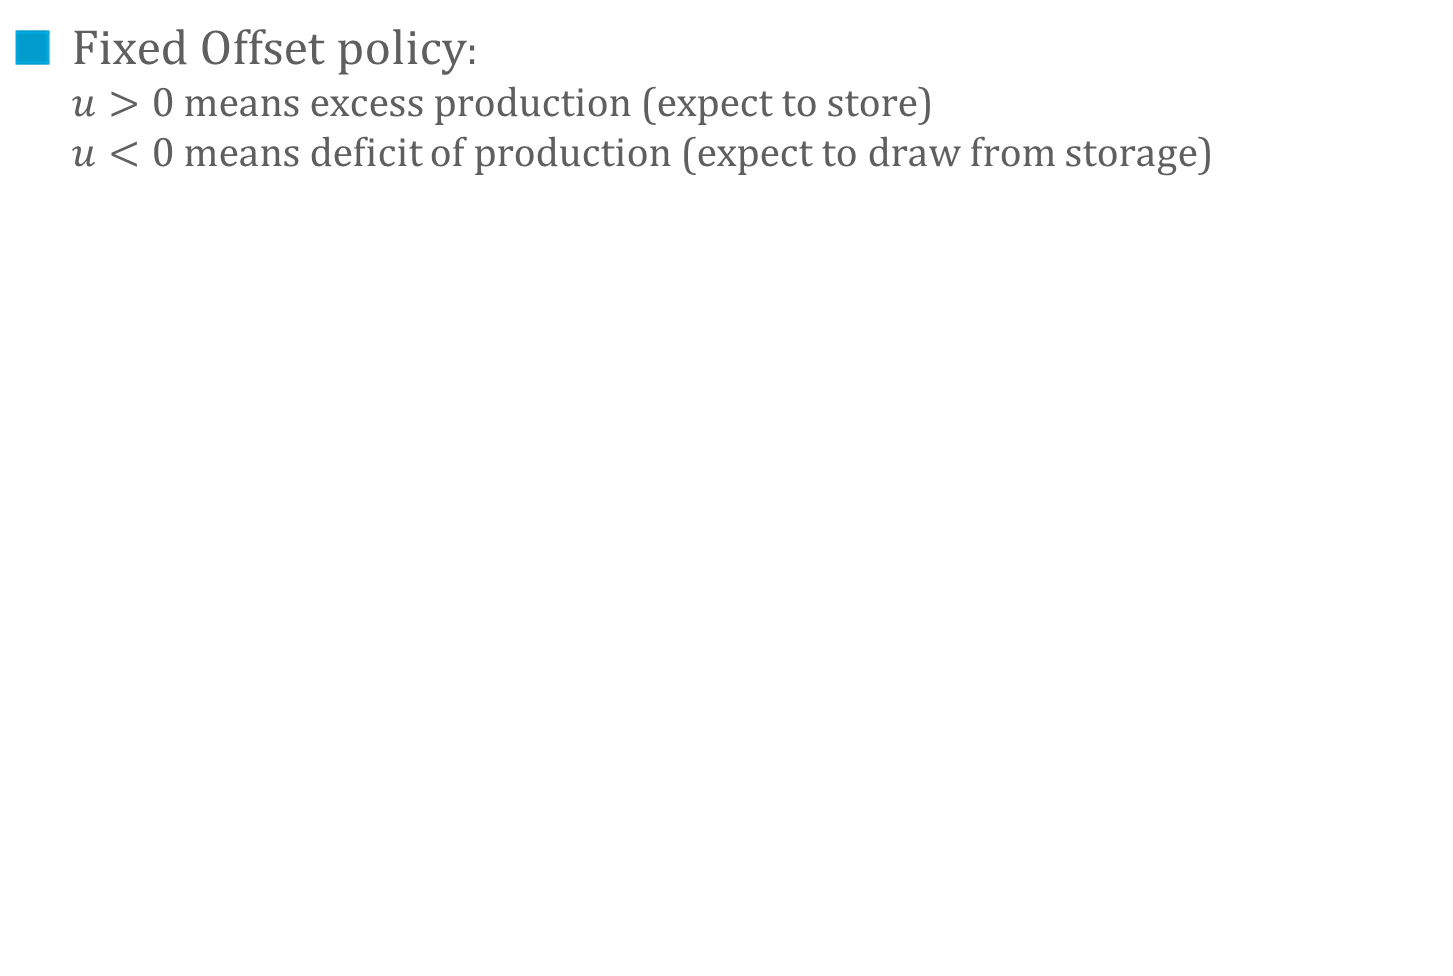 Fixed Offset policy:
𝑢 > 0 means excess production (expect to store)
𝑢 < 0 means deficit of production (expect to draw from storage)